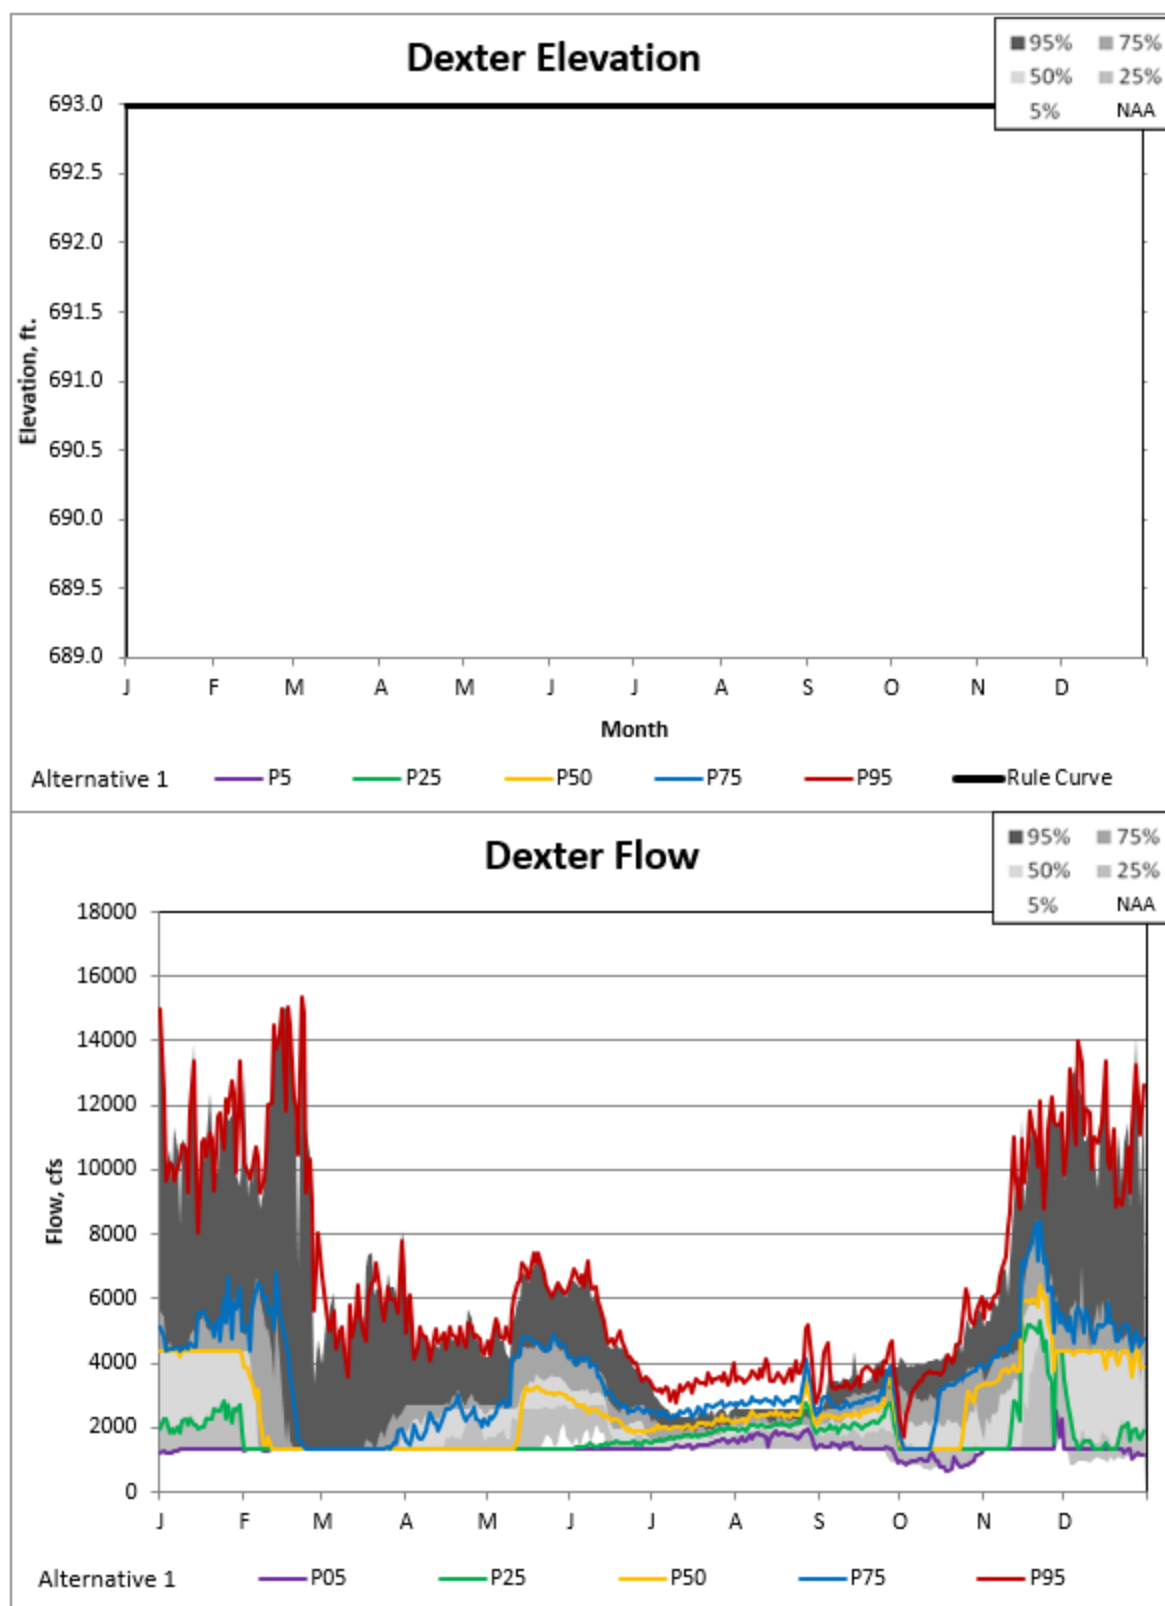 Dexter Elevation
95% 75%
50% 25%
5% NAA
693.0
692.5
692.0
691.5
691.0
690.5
690.0
689.5
689.0
Elevation, ft.
J F M A M J J A S O N D
Month
Alternative 1 P5 P25 P50 P75 P95 Rule Curve
Dexter Flow
95% 75%
50% 25%
5% NAA
18000
16000
14000
12000
10000
8000
6000
4000
2000
0
Flow, cfs
J F M A M J J A S O N D
Alternative 1 P05 P25 P50 P75 P95